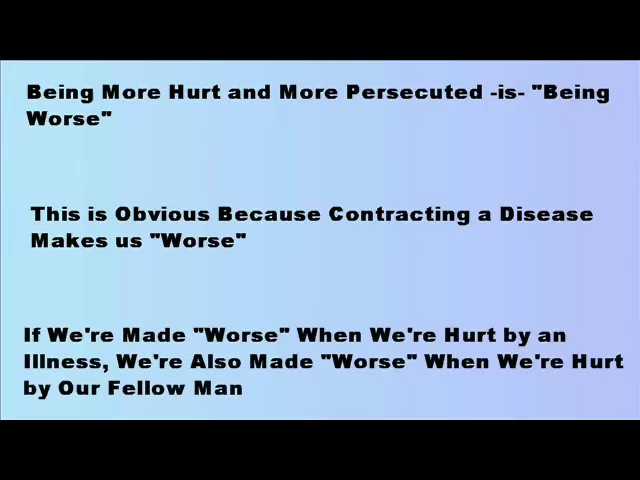 Being More Hurt and More Persecuted -is- "Being
Worse"
This is Obvious Because Contracting a Disease
Makes us "Worse"
If We're Made "Worse" When We're Hurt by an
Illness, We're Also Made "Worse" When We're Hurt
by Our Fellow Man